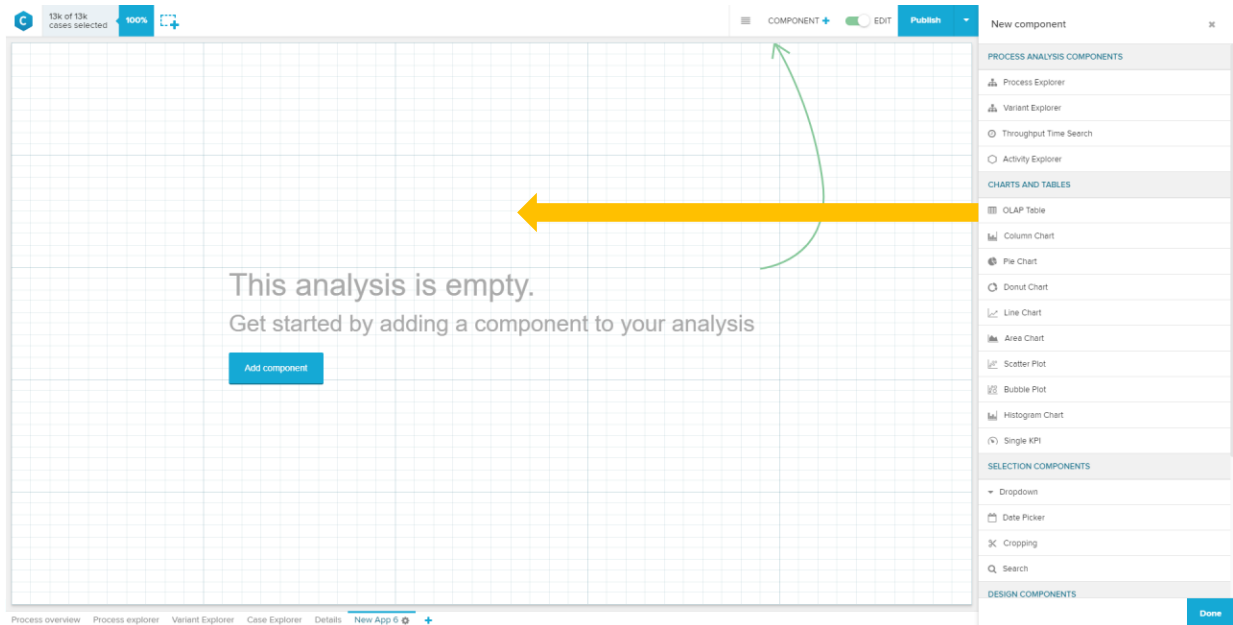 C
13k of 13k
cases selected
100%
COMPONENT +
EDIT
Publish
New component
PROCESS ANALYSIS COMPONENTS
Process Explorer
Variant Explorer
Throughput Time Search
Activity Explorer
CHARTS AND TABLES
OLAP Table
Column Chart
Pie Chart
Donut Chart
Line Chart
Area Chart
Scatter Plot
Bubble Plot
Histogram Chart
Single KPI
SELECTION COMPONENTS
Dropdown
Date Picker
Cropping
Search
DESIGN COMPONENTS
Done
This analysis is empty.
Get started by adding a component to your analysis
Add component
Process overview Process explorer Variant Explorer Case Explorer Details New App 6 +